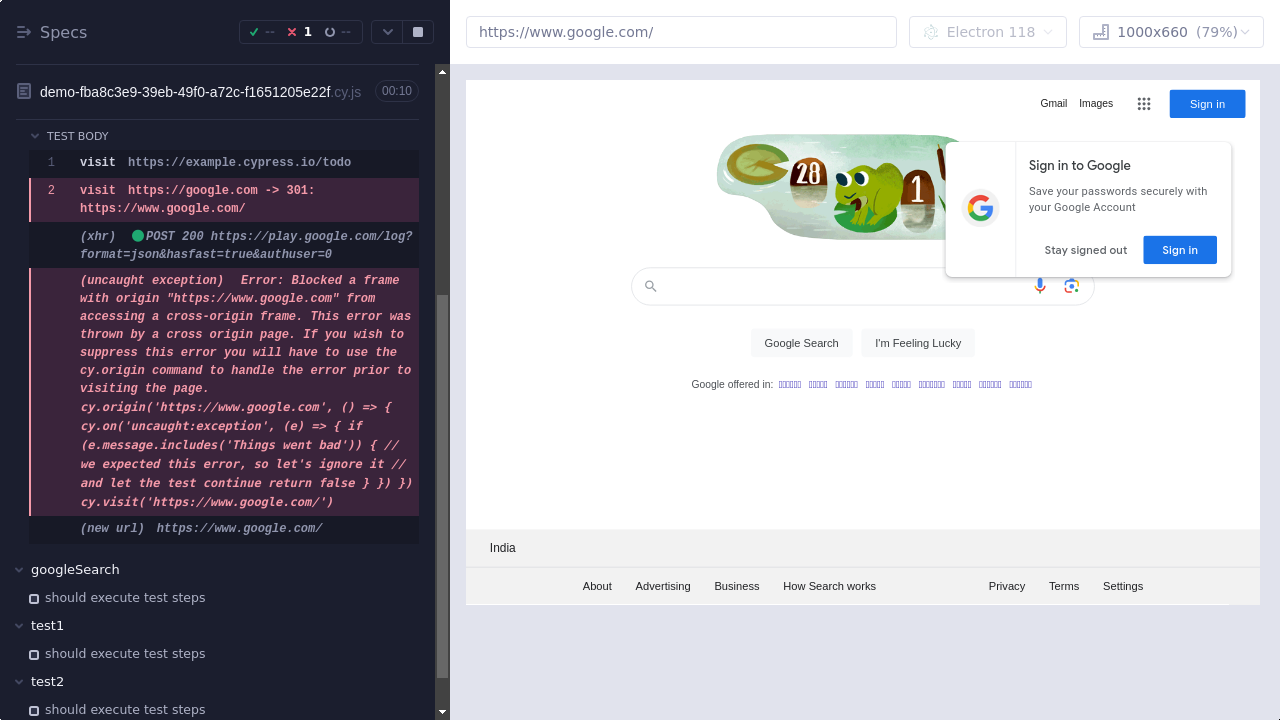 Specs
--
1
--
demo-fba8c3e9-39eb-49f0-a72c-f1651205e22f.cy.js
00:10
TEST BODY
1 visit https://example.cypress.io/todo
2 visit https://google.com -> 301:
https://www.google.com/
(xhr) POST 200 https://play.google.com/log?
format=json&hasfast=true&authuser=0
(uncaught exception) Error: Blocked a frame
with origin "https://www.google.com" from
accessing a cross-origin frame. This error was
thrown by a cross origin page. If you wish to
suppress this error you will have to use the
cy.origin command to handle the error prior to
visiting the page.
cy.origin('https://www.google.com', () => {
cy.on('uncaught:exception', (e) => { if
(e.message.includes('Things went bad')) { //
we expected this error, so let's ignore it //
and let the test continue return false } }) })
cy.visit('https://www.google.com/')
(new url) https://www.google.com/
googleSearch
should execute test steps
test1
should execute test steps
test2
should execute test steps
https://www.google.com/
Electron 118
1000x660 (79%)
Gmail
Images
Sign in
28
1
Sign in to Google
Save your passwords securely with
your Google Account
Stay signed out
Sign in
Google Search
I'm Feeling Lucky
Google offered in:
India
About
Advertising
Business
How Search works
Privacy
Terms
Settings